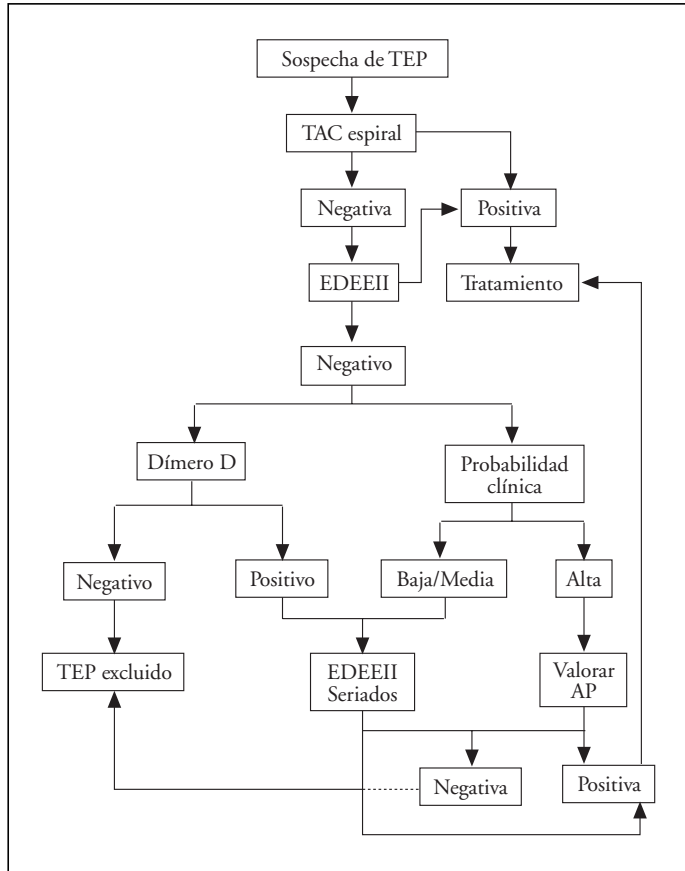 Sospecha de TEP
TAC espiral
Negativa
Positiva
EDEEII
Tratamiento
Negativo
Dímero D
Probabilidad
clínica
Negativo
Positivo
Baja/Media
Alta
TEP excluido
EDEEII
Seriados
Valorar
AP
Negativa
Positiva